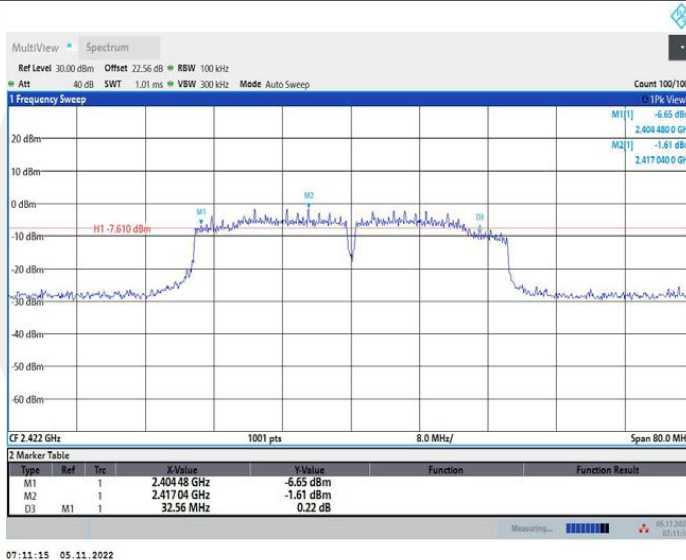 MultiView Spectrum
Ref Level 30.00 dBm Offset 22.56 dB RBW 100 kHz
Att 40 dB SWT 1.01 ms VBW 300 kHz Mode Auto Sweep Count 100/100
1 Frequency Sweep 1Pk View
M1[1] -6.65 dB
2.404 480 0 GH
M2[1] -1.61 dB
2.417 040 0 GH
20 dBm
10 dBm
0 dBm
M1 M2 D3
H1 -7.610 dBm
-10 dBm
-20 dBm
-30 dBm
-40 dBm
-50 dBm
-60 dBm
CF 2.422 GHz 1001 pts 8.0 MHz/ Span 80.0 MH
2 Marker Table
Type Ref Trc X-Value Y-Value Function Function Result
M1 1 2.404 48 GHz -6.65 dBm
M2 1 2.417 04 GHz -1.61 dBm
D3 M1 1 32.56 MHz 0.22 dB
Measuring...
07:11:15 05.11.2022